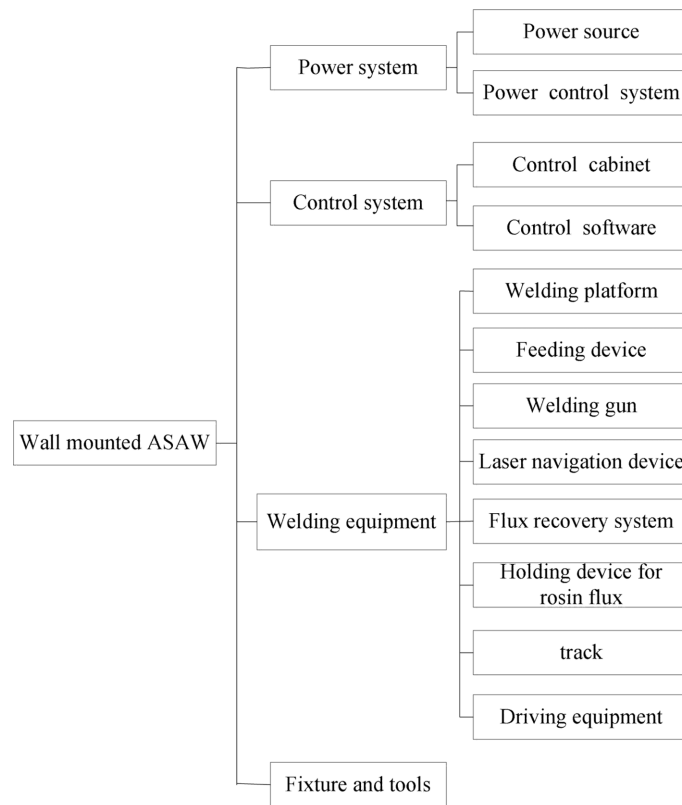 Power source
Power system
Power control system
Control cabinet
Control system
Control software
Welding platform
Feeding device
Welding gun
Wall mounted ASAW
Laser navigation device
Welding equipment
Flux recovery system
Holding device for
rosin flux
track
Driving equipment
Fixture and tools